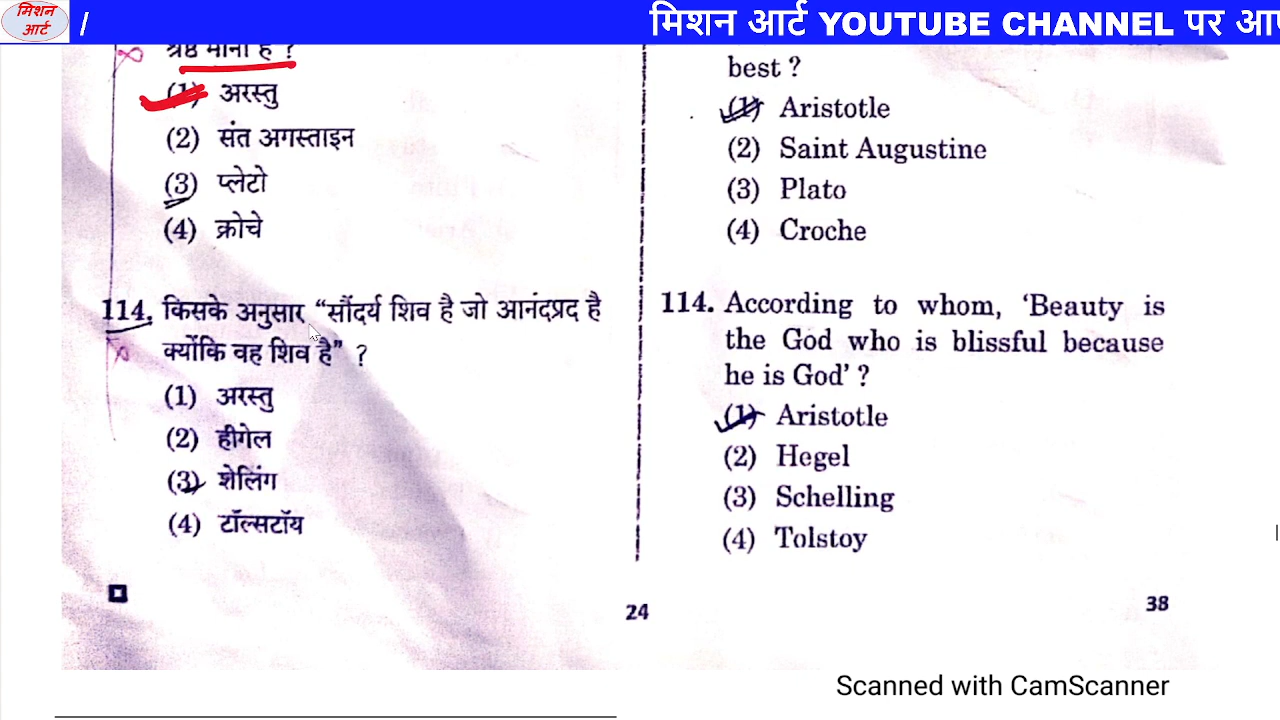 मिशन
आर्ट
/
मिशन आर्ट YOUTUBE CHANNEL पर
माना है ?
(1) अरस्तु
(2) संत अगस्ताइन
(3) प्लेटो
(4) क्रोचे
114. किसके अनुसार “सौंदर्य शिव है जो आनंदप्रद है
क्योंकि वह शिव है” ?
(1) अरस्तु
(2) हीगेल
(3) शेलिंग
(4) टॉल्सटॉय
best ?
(1) Aristotle
(2) Saint Augustine
(3) Plato
(4) Croche
114. According to whom, ‘Beauty is
the God who is blissful because
he is God’ ?
(1) Aristotle
(2) Hegel
(3) Schelling
(4) Tolstoy
24
38
Scanned with CamScanner